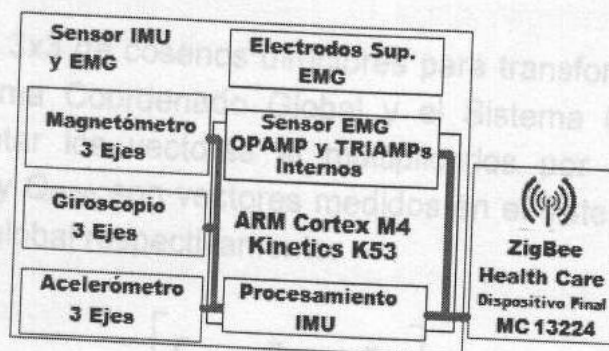 Sensor IMU
y EMG
Magnetómetro
3 Ejes
Giroscopio
3 Ejes
Acelerómetro
3 Ejes
Electrodos Sup.
EMG
Sensor EMG
OPAMP y TRIAMPs
Internos
ARM Cortex M4
Kinetics K53
Procesamiento
IMU
ZigBee
Health Care
Dispositivo Final
MC 13224